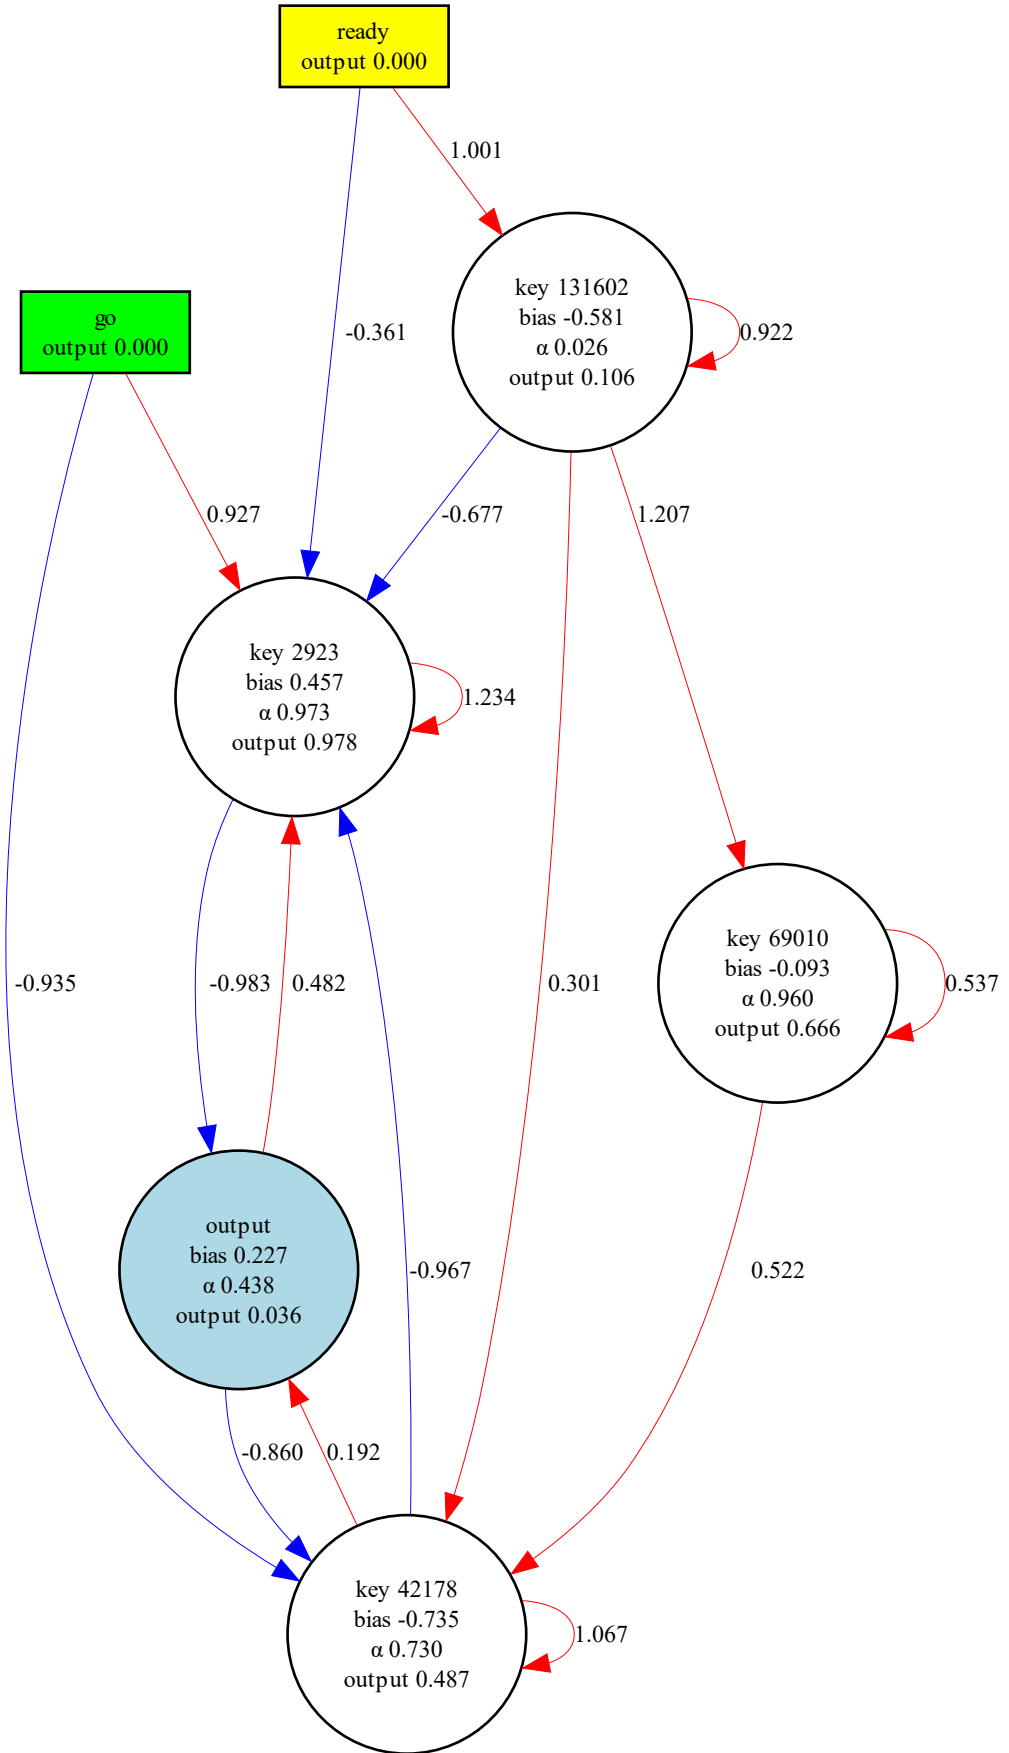 ready
output 0.000
1.001
key 131602
bias -0.581
α 0.026
output 0.106
0.922
go
output 0.000
-0.361
0.927
-0.677
1.207
key 2923
bias 0.457
α 0.973
output 0.978
1.234
key 69010
bias -0.093
α 0.960
output 0.666
0.537
-0.935
-0.983
0.482
0.301
output
bias 0.227
α 0.438
output 0.036
-0.967
0.522
-0.860
0.192
key 42178
bias -0.735
α 0.730
output 0.487
1.067